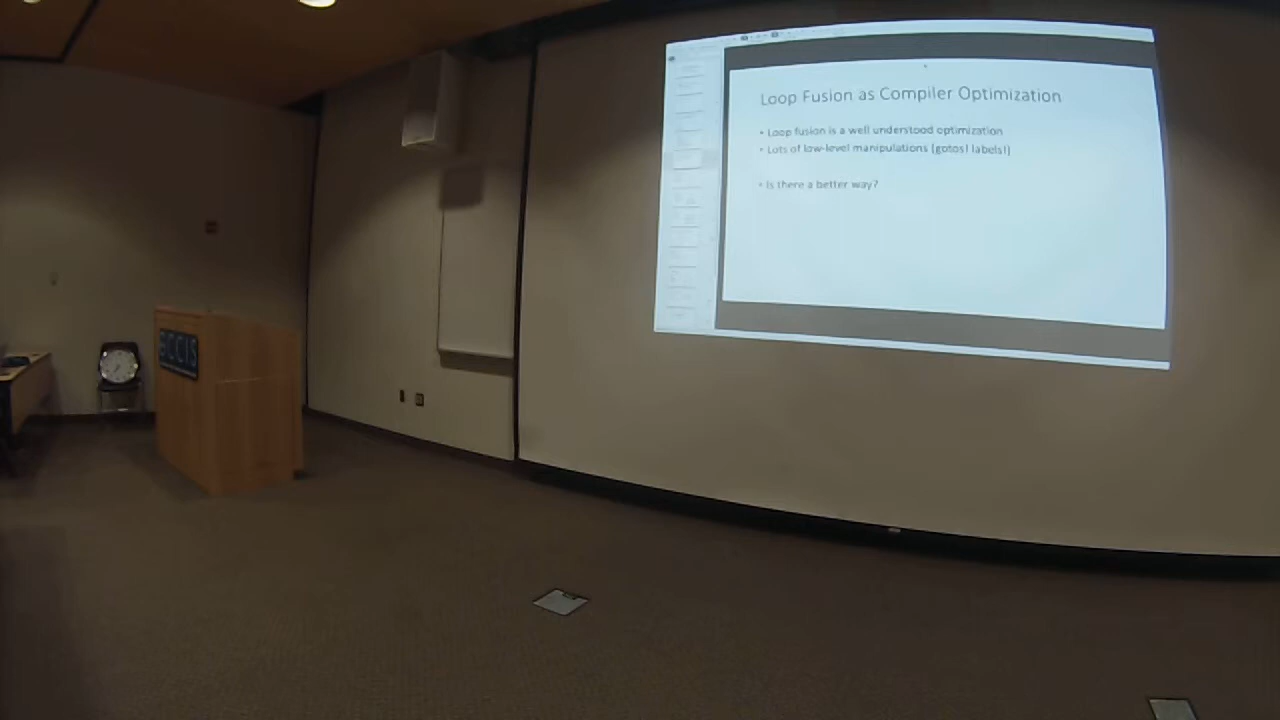 Loop Fusion as Compiler Optimization
• Loop fusion is a well understood optimization
• Lots of low-level manipulations (gotos! labels!)
• Is there a better way?
CCIS